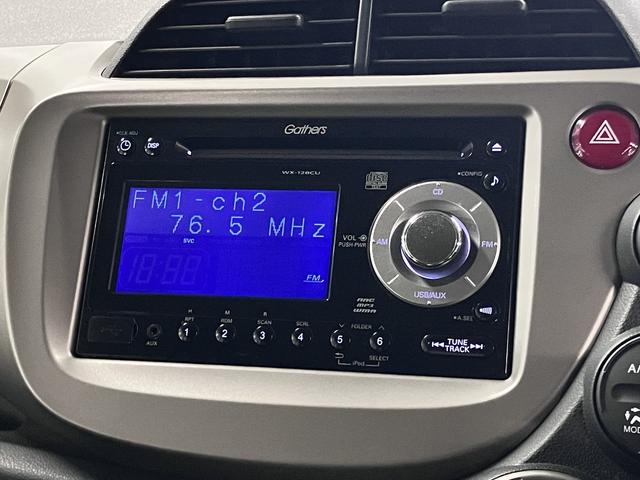 Gathers
CLK ADJ
DISP
WX-128CU
CONFIG
FM1-ch2
76.5 MHz
SVC
FM
VOL
PUSH-PWR
CD
AM
FM
USB/AUX
AAC
MP3
WMA
A.SEL
AUX
RPT
1
M
RDM
2
R
SCAN
3
SCRL
4
FOLDER
5
6
SELECT
iPod
TUNE
TRACK
A/
MOD